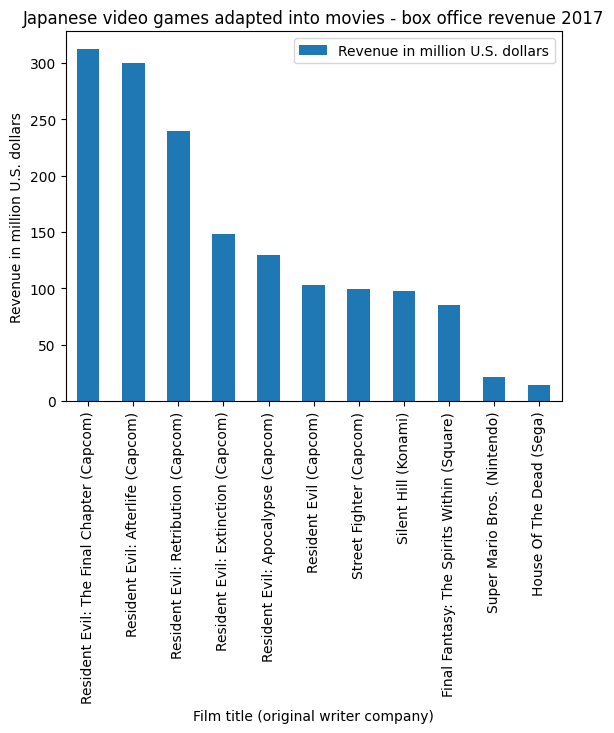 Japanese video games adapted into movies - box office revenue 2017
Revenue in million U.S. dollars
Revenue in million U.S. dollars
300
250
200
150
100
50
0
Resident Evil: The Final Chapter (Capcom)
Resident Evil: Afterlife (Capcom)
Resident Evil: Retribution (Capcom)
Resident Evil: Extinction (Capcom)
Resident Evil: Apocalypse (Capcom)
Resident Evil (Capcom)
Street Fighter (Capcom)
Silent Hill (Konami)
Final Fantasy: The Spirits Within (Square)
Super Mario Bros. (Nintendo)
House Of The Dead (Sega)
Film title (original writer company)